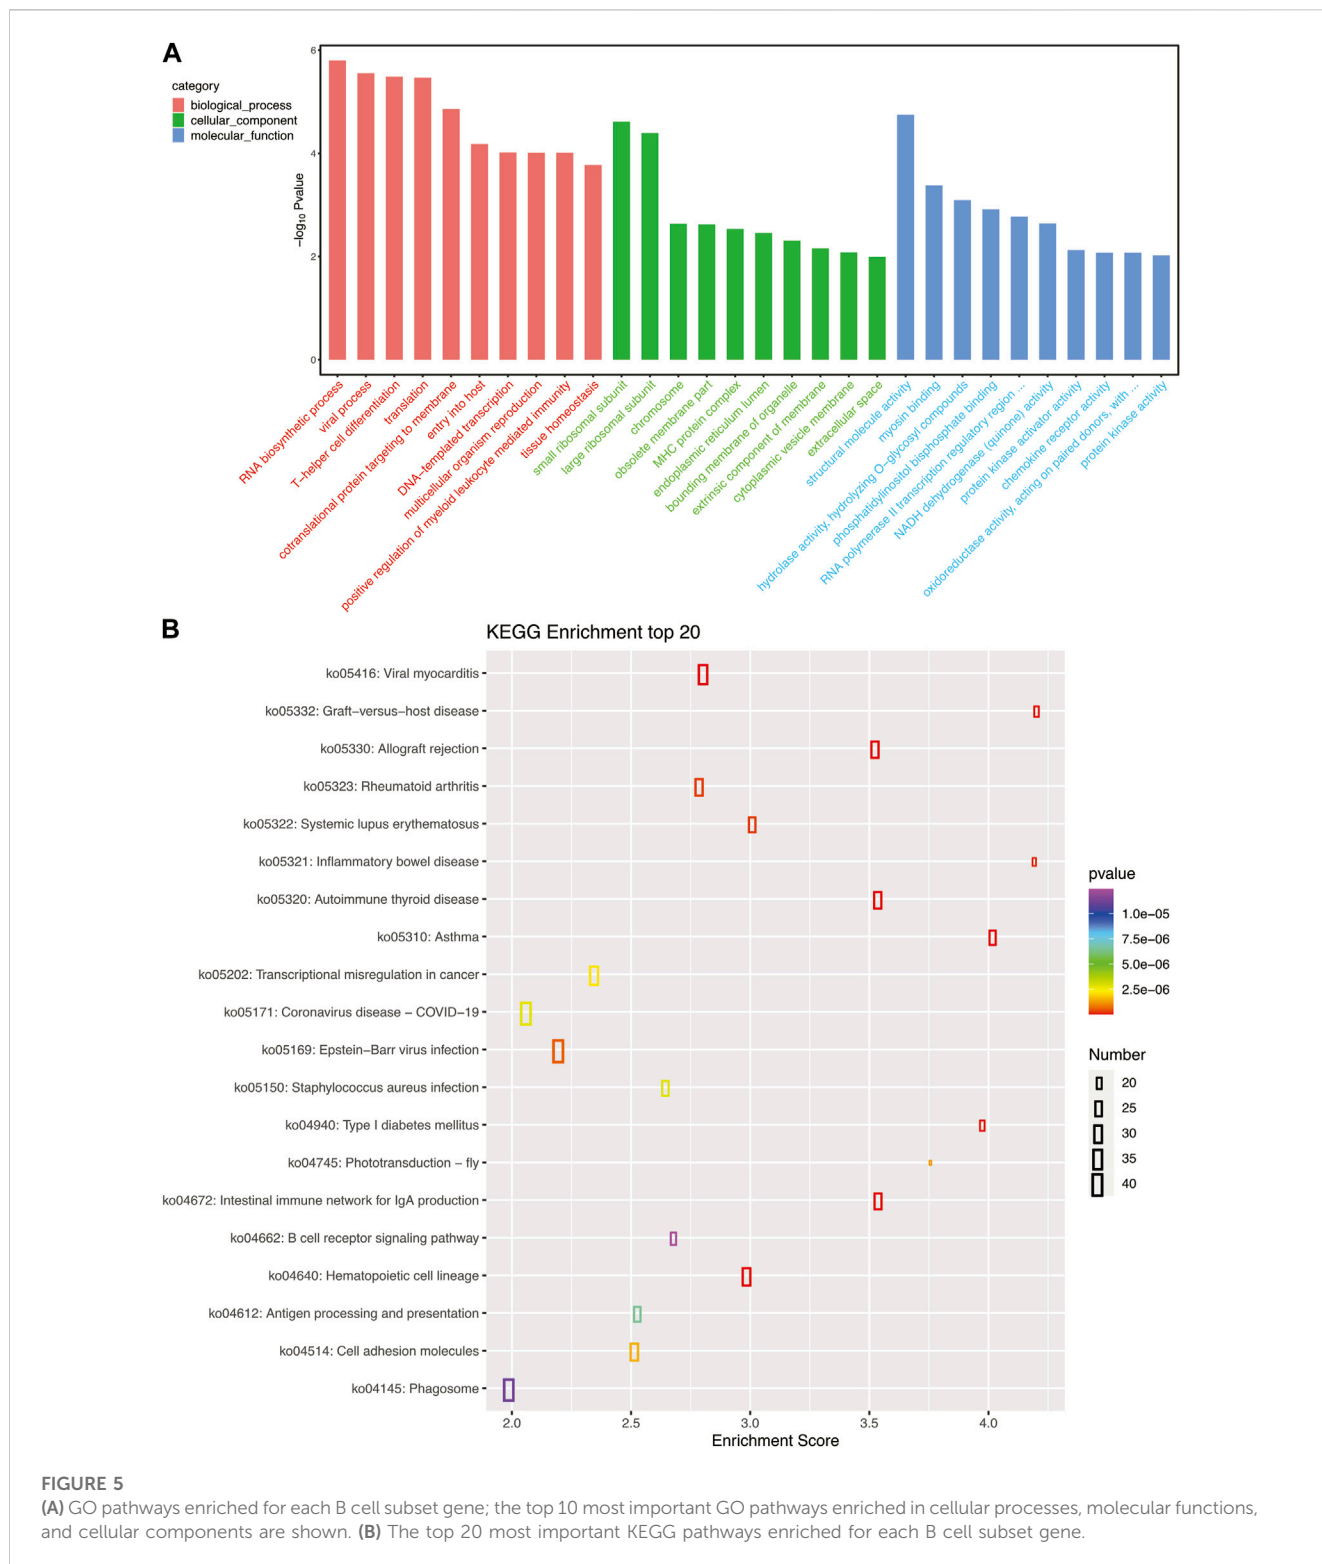 A
category
biological_process
cellular_component
molecular_function
−log10 Pvalue
6
4
2
0
RNA biosynthetic process
viral process
T−helper cell differentiation
translation
cotranslational protein targeting to membrane
entry into host
DNA−templated transcription
multicellular organism reproduction
positive regulation of myeloid leukocyte mediated immunity
tissue homeostasis
small ribosomal subunit
large ribosomal subunit
chromosome
obsolete membrane part
MHC protein complex
endoplasmic reticulum lumen
bounding membrane of organelle
extrinsic component of membrane
cytoplasmic vesicle membrane
extracellular space
structural molecule activity
myosin binding
hydrolase activity, hydrolyzing O−glycosyl compounds
phosphatidylinositol bisphosphate binding
RNA polymerase II transcription regulatory region ...
NADH dehydrogenase (quinone) activity
protein kinase activator activity
chemokine receptor activity
oxidoreductase activity, acting on paired donors, with ...
protein kinase activity
B
KEGG Enrichment top 20
ko05416: Viral myocarditis
ko05332: Graft−versus−host disease
ko05330: Allograft rejection
ko05323: Rheumatoid arthritis
ko05322: Systemic lupus erythematosus
ko05321: Inflammatory bowel disease
ko05320: Autoimmune thyroid disease
ko05310: Asthma
ko05202: Transcriptional misregulation in cancer
ko05171: Coronavirus disease − COVID−19
ko05169: Epstein−Barr virus infection
ko05150: Staphylococcus aureus infection
ko04940: Type I diabetes mellitus
ko04745: Phototransduction − fly
ko04672: Intestinal immune network for IgA production
ko04662: B cell receptor signaling pathway
ko04640: Hematopoietic cell lineage
ko04612: Antigen processing and presentation
ko04514: Cell adhesion molecules
ko04145: Phagosome
2.0 2.5 3.0 3.5 4.0
Enrichment Score
pvalue
1.0e−05
7.5e−06
5.0e−06
2.5e−06
Number
20
25
30
35
40
FIGURE 5
(A) GO pathways enriched for each B cell subset gene; the top 10 most important GO pathways enriched in cellular processes, molecular functions,
and cellular components are shown. (B) The top 20 most important KEGG pathways enriched for each B cell subset gene.